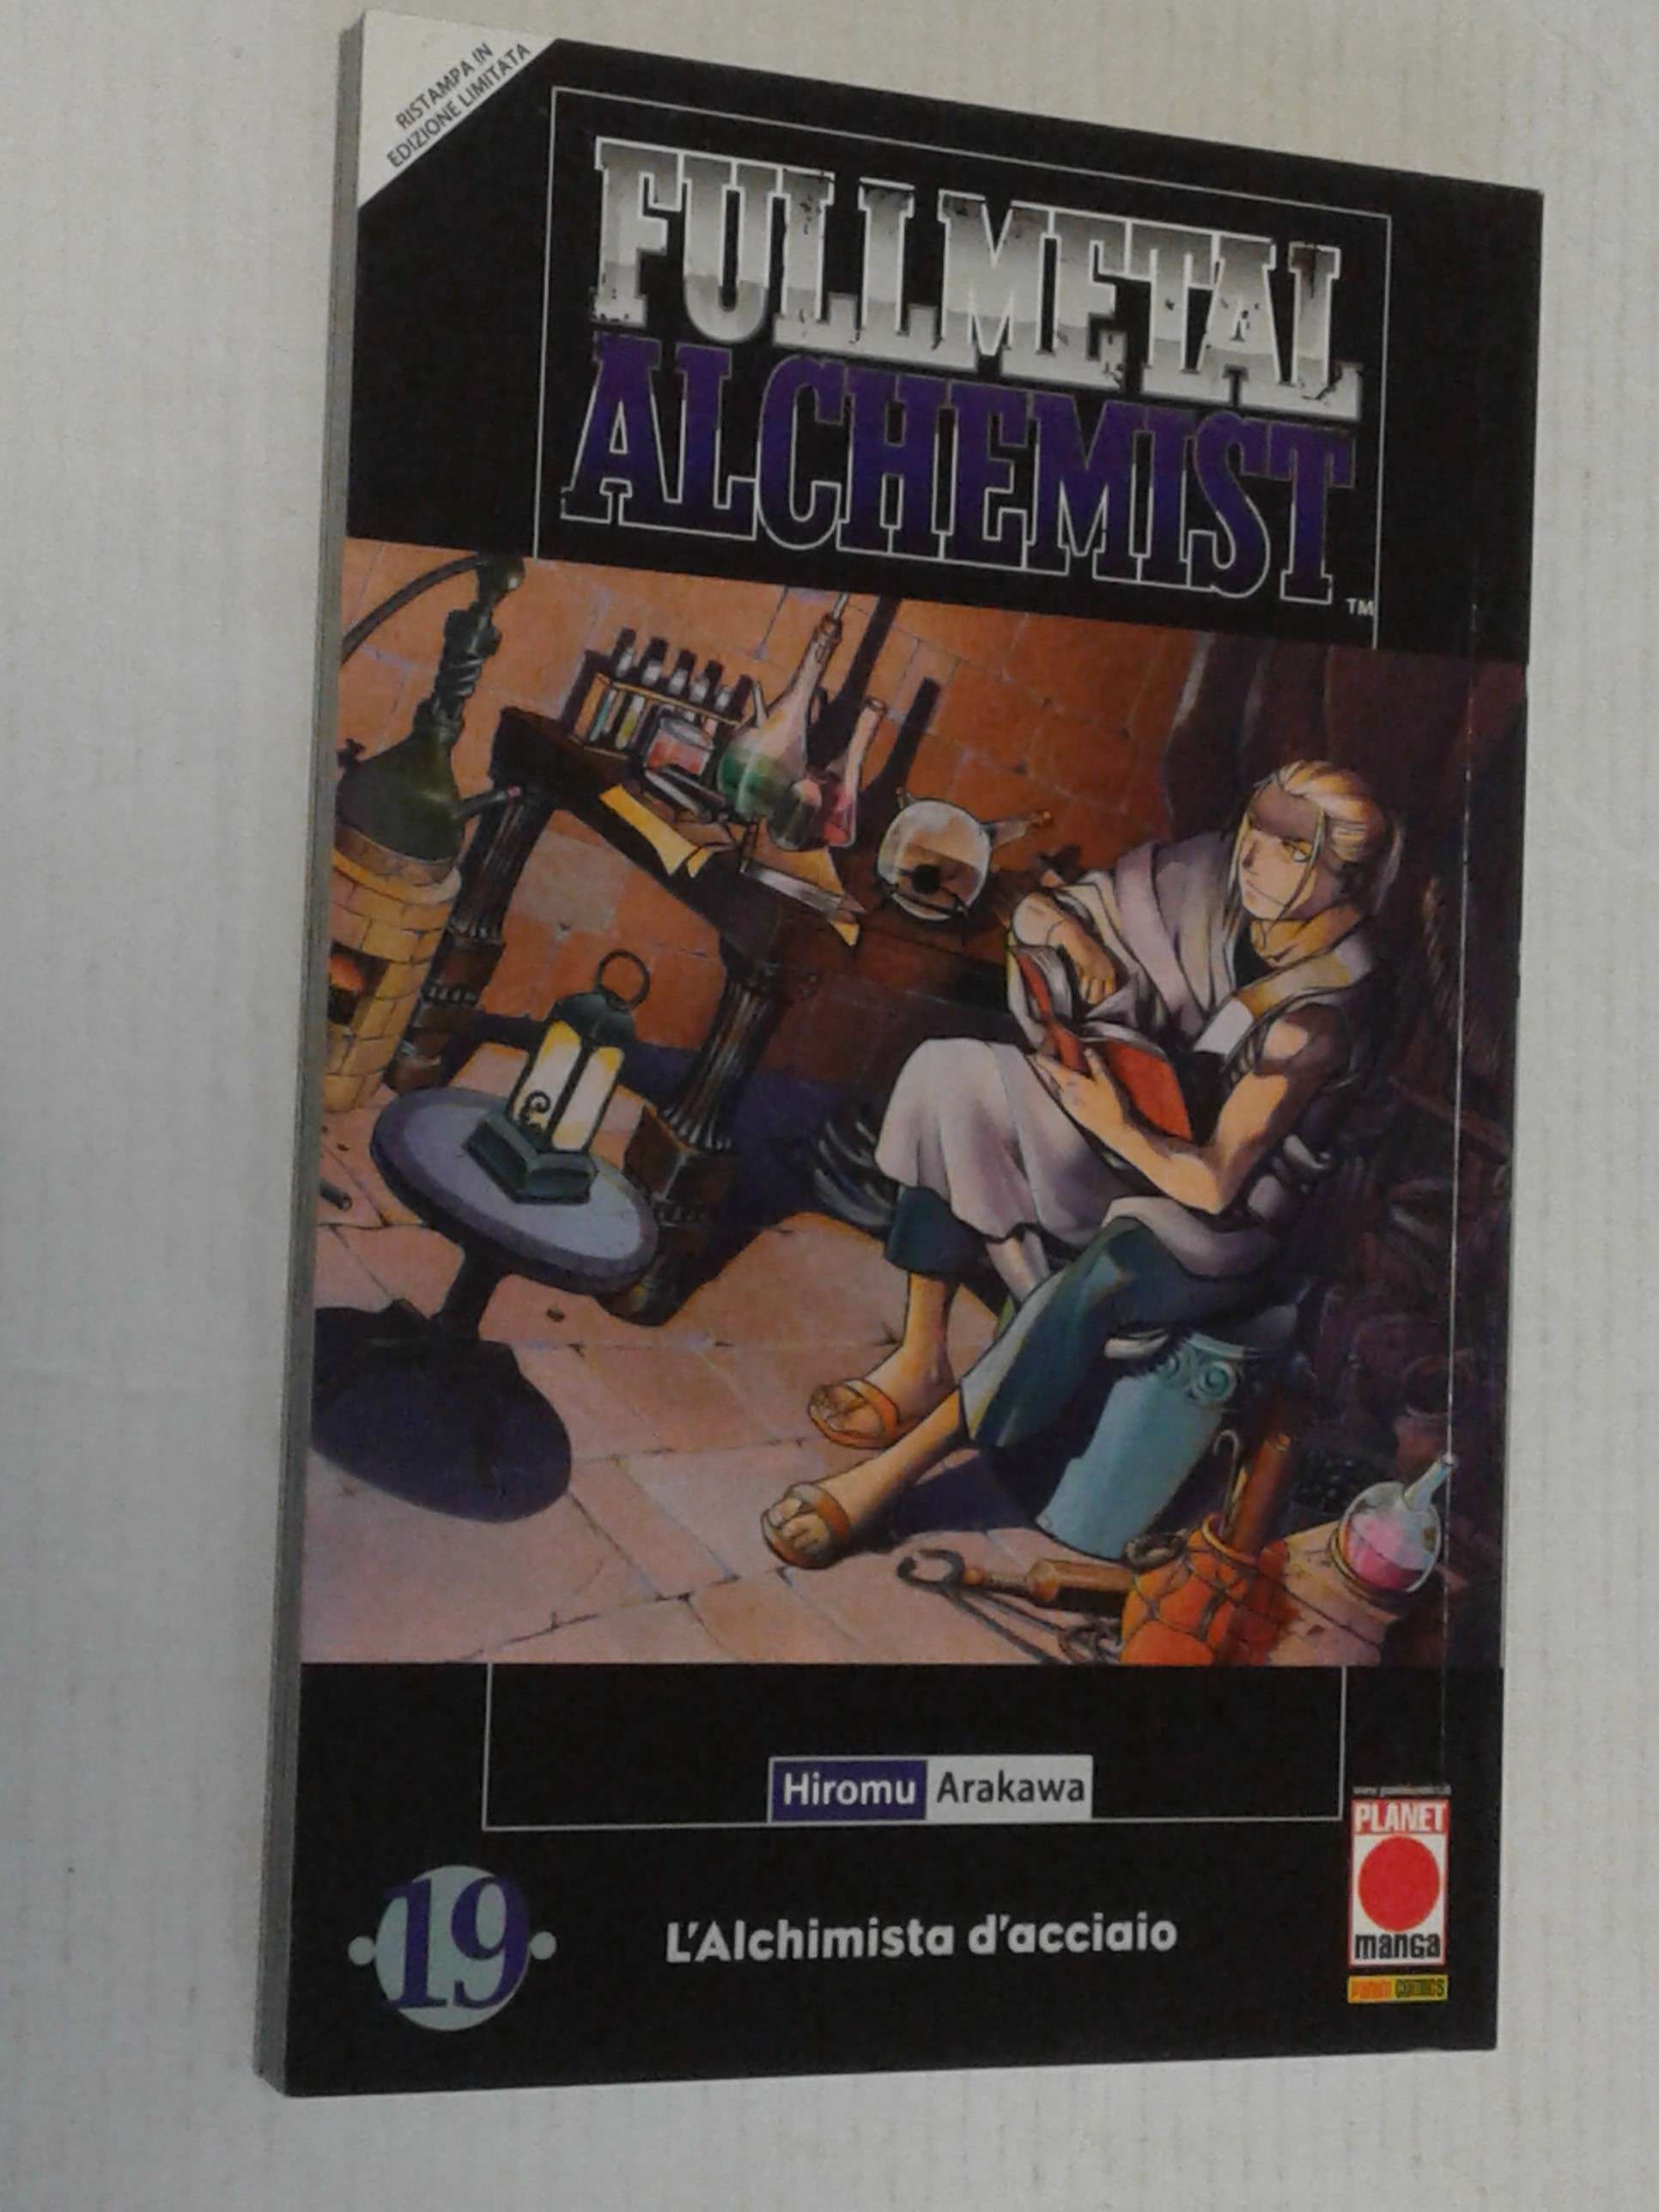 RISTAMPA IN
EDIZIONE LIMITATA
FULLMETAL
ALCHEMIST
TM
Hiromu Arakawa
19
L'Alchimista d'acciaio
PLANET
manga
PANINI COMICS